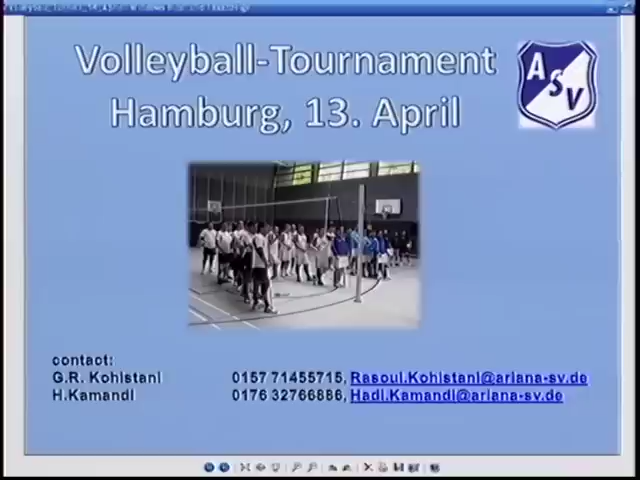 Volleyball-Tournament
Hamburg, 13. April
ASV
contact:
G.R. Kohistani 0157 71455715, Rasoul.Kohistani@ariana-sv.de
H.Kamandi 0176 32766886, Hadi.Kamandi@ariana-sv.de